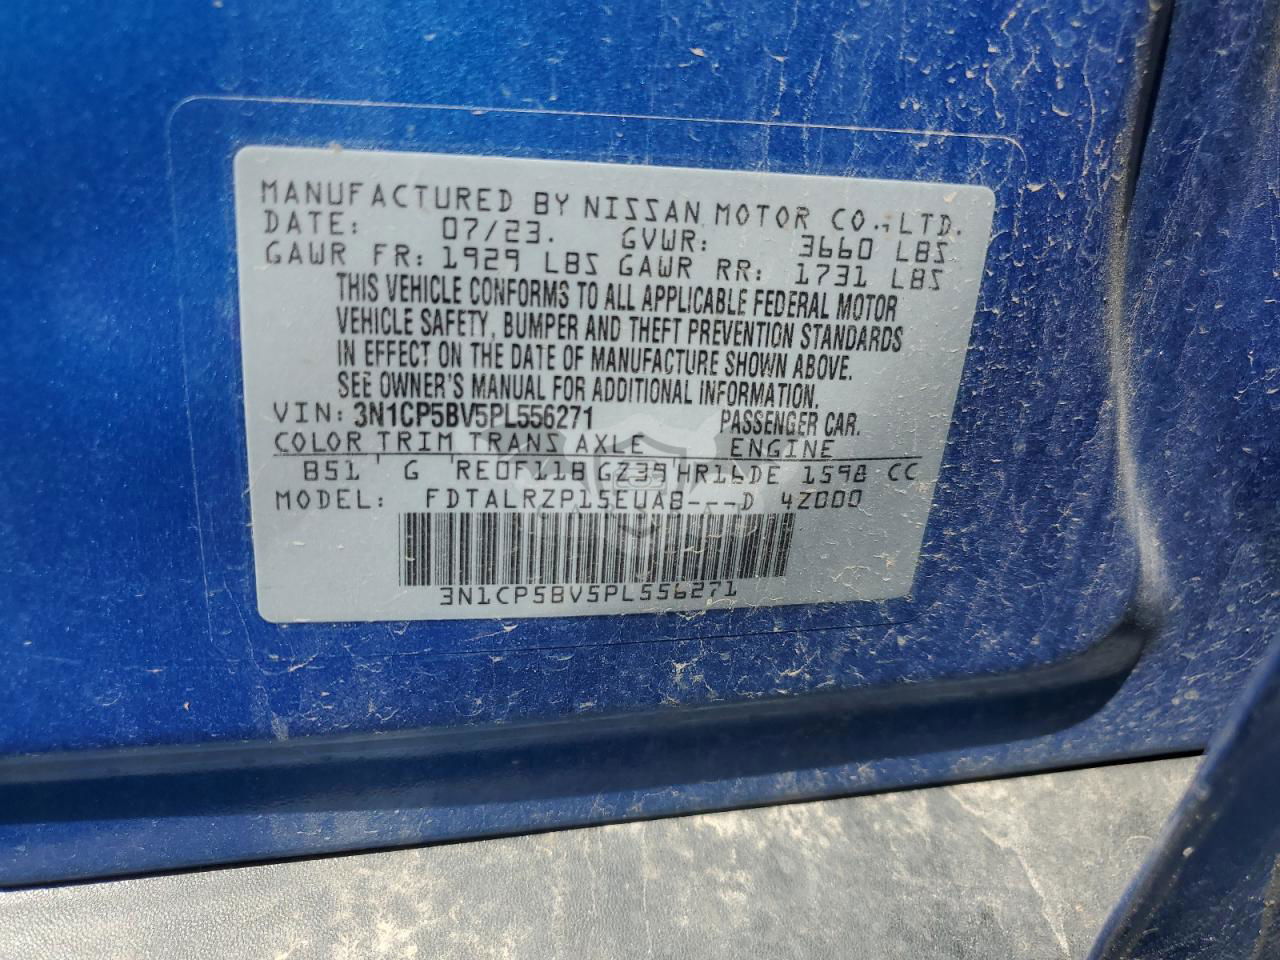 MANUFACTURED BY NISSAN MOTOR CO.,LTD.
DATE: 07/23. GVWR: 3660 LBS
GAWR FR: 1929 LBS GAWR RR: 1731 LBS
THIS VEHICLE CONFORMS TO ALL APPLICABLE FEDERAL MOTOR
VEHICLE SAFETY, BUMPER AND THEFT PREVENTION STANDARDS
IN EFFECT ON THE DATE OF MANUFACTURE SHOWN ABOVE.
SEE OWNER'S MANUAL FOR ADDITIONAL INFORMATION.
VIN: 3N1CP5BV5PL556271 PASSENGER CAR.
COLOR TRIM TRANS AXLE ENGINE
B51 G RE0F11B GZ39 HR16DE 1598 CC
MODEL: FDTALRZP15EUAB---D 4Z000
3N1CP5BV5PL556271